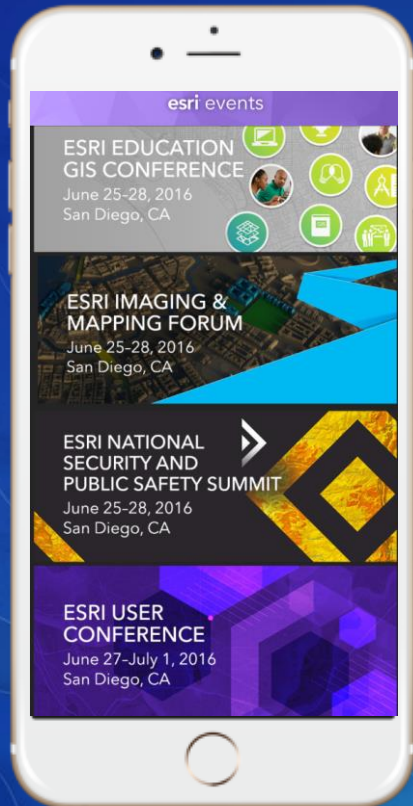 esri events
ESRI EDUCATION
GIS CONFERENCE
June 25-28, 2016
San Diego, CA
ESRI IMAGING &
MAPPING FORUM
June 25-28, 2016
San Diego, CA
ESRI NATIONAL
SECURITY AND
PUBLIC SAFETY SUMMIT
June 25-28, 2016
San Diego, CA
ESRI USER
CONFERENCE
June 27-July 1, 2016
San Diego, CA